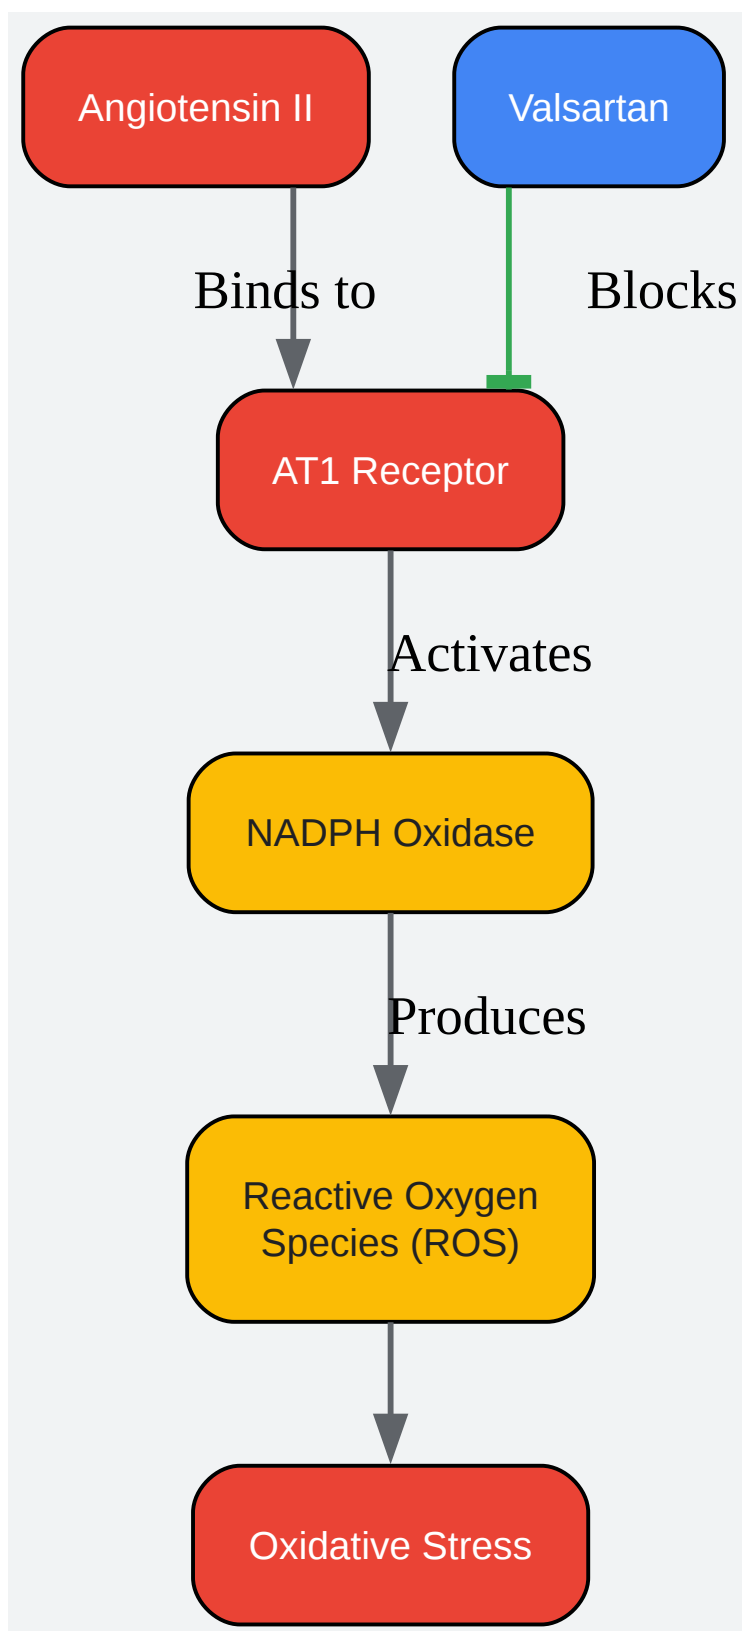 Angiotensin II
Valsartan
Binds to
Blocks
AT1 Receptor
Activates
NADPH Oxidase
Produces
Reactive Oxygen
Species (ROS)
Oxidative Stress